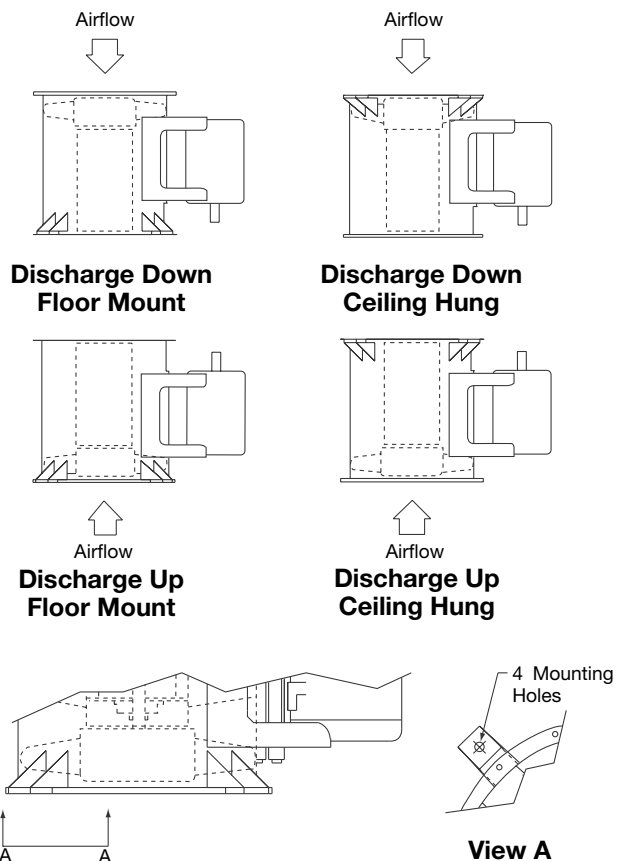 Airflow
Airflow
Discharge Down
Floor Mount
Discharge Down
Ceiling Hung
Airflow
Discharge Up
Floor Mount
Airflow
Discharge Up
Ceiling Hung
4 Mounting
Holes
A
A
View A